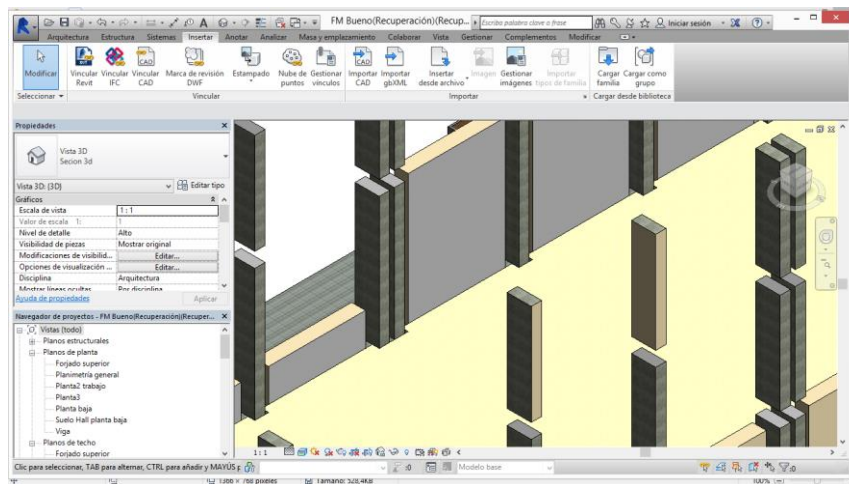 FM Bueno(Recuperación)(Recup...
Escriba palabra clave o frase
Iniciar sesión
Arquitectura Estructura Sistemas Insertar Anotar Analizar Masa y emplazamiento Colaborar Vista Gestionar Complementos Modificar
Modificar
Vincular Revit
Vincular IFC
Vincular CAD
Marca de revisión DWF
Estampado
Nube de puntos
Gestionar vínculos
Importar CAD
Importar gbXML
Insertar desde archivo
Imagen
Gestionar imágenes
Importar tipos de familia
Cargar familia
Cargar como grupo
Seleccionar
Vincular
Importar
Cargar desde biblioteca
Propiedades
Vista 3D
Secion 3d
Vista 3D: {3D}
Editar tipo
Gráficos
Escala de vista 1 : 1
Valor de escala 1: 1
Nivel de detalle Alto
Visibilidad de piezas Mostrar original
Modificaciones de visibilid... Editar...
Opciones de visualización ... Editar...
Disciplina Arquitectura
Mostrar líneas ocultas Por disciplina
Ayuda de propiedades
Aplicar
Navegador de proyectos - FM Bueno(Recuperación)(Recuper...
Vistas (todo)
Planos estructurales
Planos de planta
Forjado superior
Planimetría general
Planta2 trabajo
Planta3
Planta baja
Suelo Hall planta baja
Viga
Planos de techo
Forjado superior
1 : 1
Clic para seleccionar, TAB para alternar, CTRL para añadir y MAYÚS p
:0
Modelo base
:0
1366 × 768 píxeles
Tamaño: 528,4KB
100%